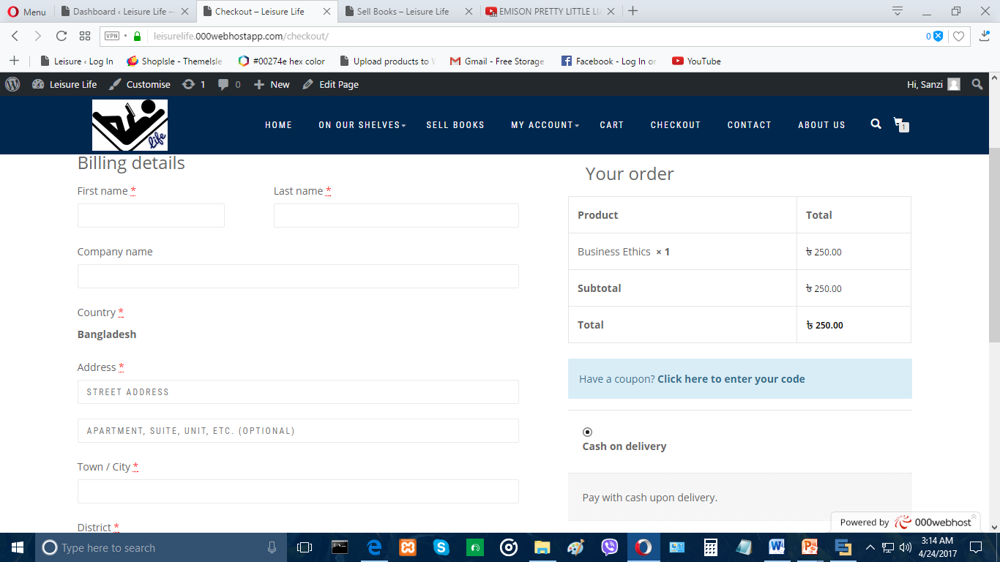 Menu
Dashboard ‹ Leisure Life —
Checkout – Leisure Life
Sell Books – Leisure Life
EMISON PRETTY LITTLE LIA
VPN
leisurelife.000webhostapp.com/checkout/
0
Leisure ‹ Log In
ShopIsle - ThemeIsle
#00274e hex color
Upload products to W
Gmail - Free Storage
Facebook - Log In or
YouTube
Leisure Life
Customise
1
0
New
Edit Page
Hi, Sanzi
life
HOME
ON OUR SHELVES
SELL BOOKS
MY ACCOUNT
CART
CHECKOUT
CONTACT
ABOUT US
1
Billing details
First name *
Last name *
Company name
Country *
Bangladesh
Address *
STREET ADDRESS
APARTMENT, SUITE, UNIT, ETC. (OPTIONAL)
Town / City *
District *
Your order
Product Total
Business Ethics × 1 ৳ 250.00
Subtotal ৳ 250.00
Total ৳ 250.00
Have a coupon? Click here to enter your code
Cash on delivery
Pay with cash upon delivery.
Powered by 000webhost
Type here to search
3:14 AM
4/24/2017